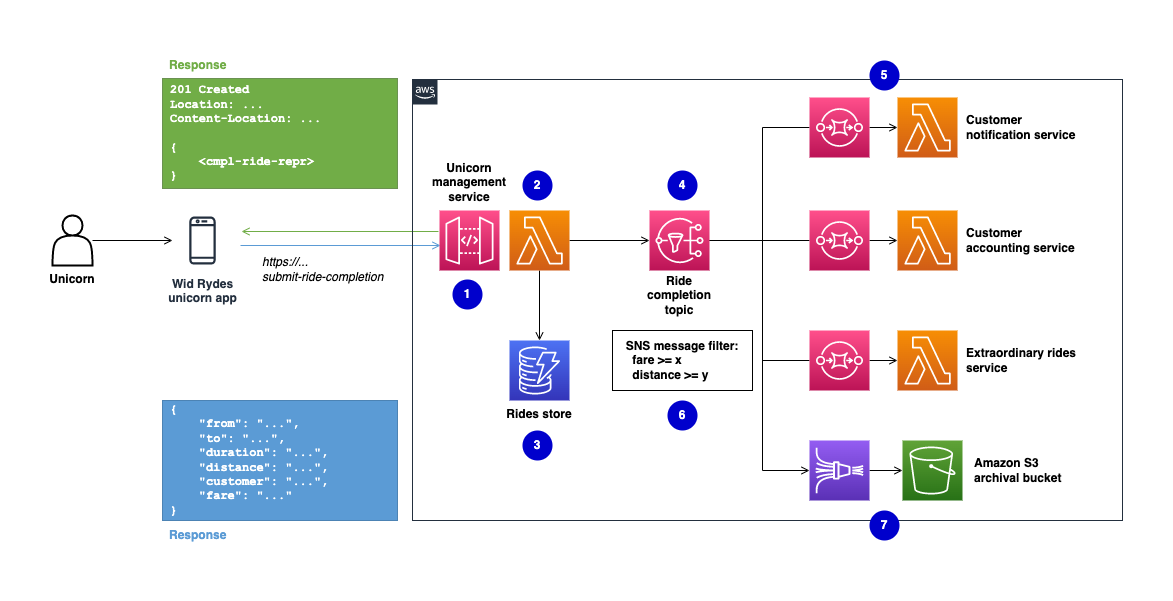 Response
201 Created
Location: ...
Content-Location: ...
{
<cmpl-ride-repr>
}
aws
5
Customer
notification service
Unicorn
management
service
2
4
Unicorn
Wid Rydes
unicorn app
https://...
submit-ride-completion
1
Ride
completion
topic
Customer
accounting service
SNS message filter:
fare >= x
distance >= y
6
Extraordinary rides
service
Rides store
3
{
"from": "...",
"to": "...",
"duration": "...",
"distance": "...",
"customer": "...",
"fare": "..."
}
Response
Amazon S3
archival bucket
7